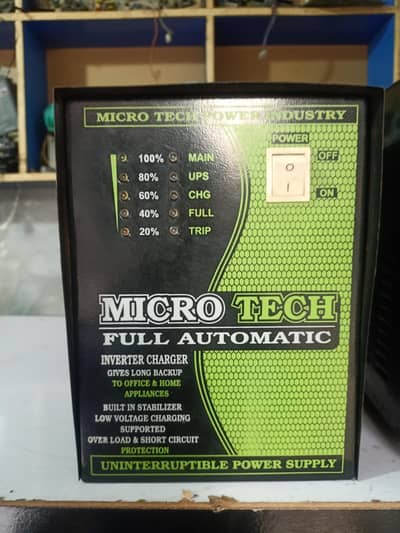 MICRO TECH POWER INDUSTRY
POWER
100% MAIN
OFF
80% UPS
O
60% CHG
I
ON
40% FULL
20% TRIP
MICRO TECH
FULL AUTOMATIC
INVERTER CHARGER
GIVES LONG BACKUP
TO OFFICE & HOME
APPLIANCES
BUILT IN STABILIZER
LOW VOLTAGE CHARGING
SUPPORTED
OVER LOAD & SHORT CIRCUIT
PROTECTION
UNINTERRUPTIBLE POWER SUPPLY